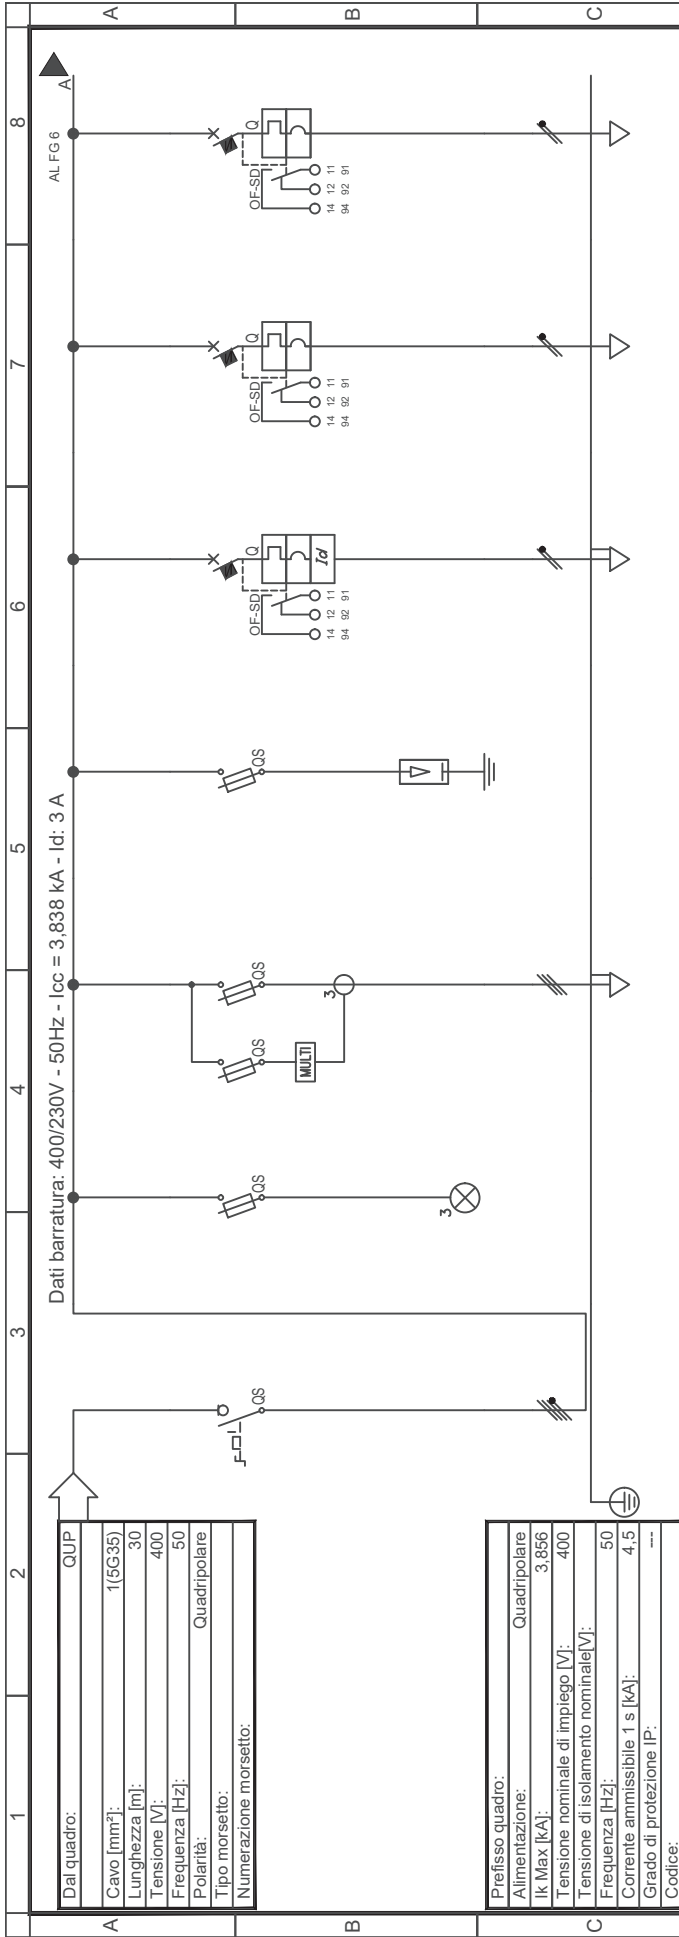 1 2 3 4 5 6 7 8
A
B
C
A
B
C
Dal quadro: QUP
Cavo [mm²]: 1(5G35)
Lunghezza [m]: 30
Tensione [V]: 400
Frequenza [Hz]: 50
Polarità: Quadripolare
Tipo morsetto:
Numerazione morsetto:
Dati barratura: 400/230V - 50Hz - Icc = 3,838 kA - Id: 3 A
AL FG 6
A
QS
QS
3
QS
QS
MULTI
3
QS
Q
OF-SD
Id
14 12 11
94 92 91
Q
OF-SD
14 12 11
94 92 91
Q
OF-SD
14 12 11
94 92 91
Prefisso quadro:
Alimentazione: Quadripolare
Ik Max [kA]: 3,856
Tensione nominale di impiego [V]: 400
Tensione di isolamento nominale[V]:
Frequenza [Hz]: 50
Corrente ammissibile 1 s [kA]: 4,5
Grado di protezione IP: ---
Codice: